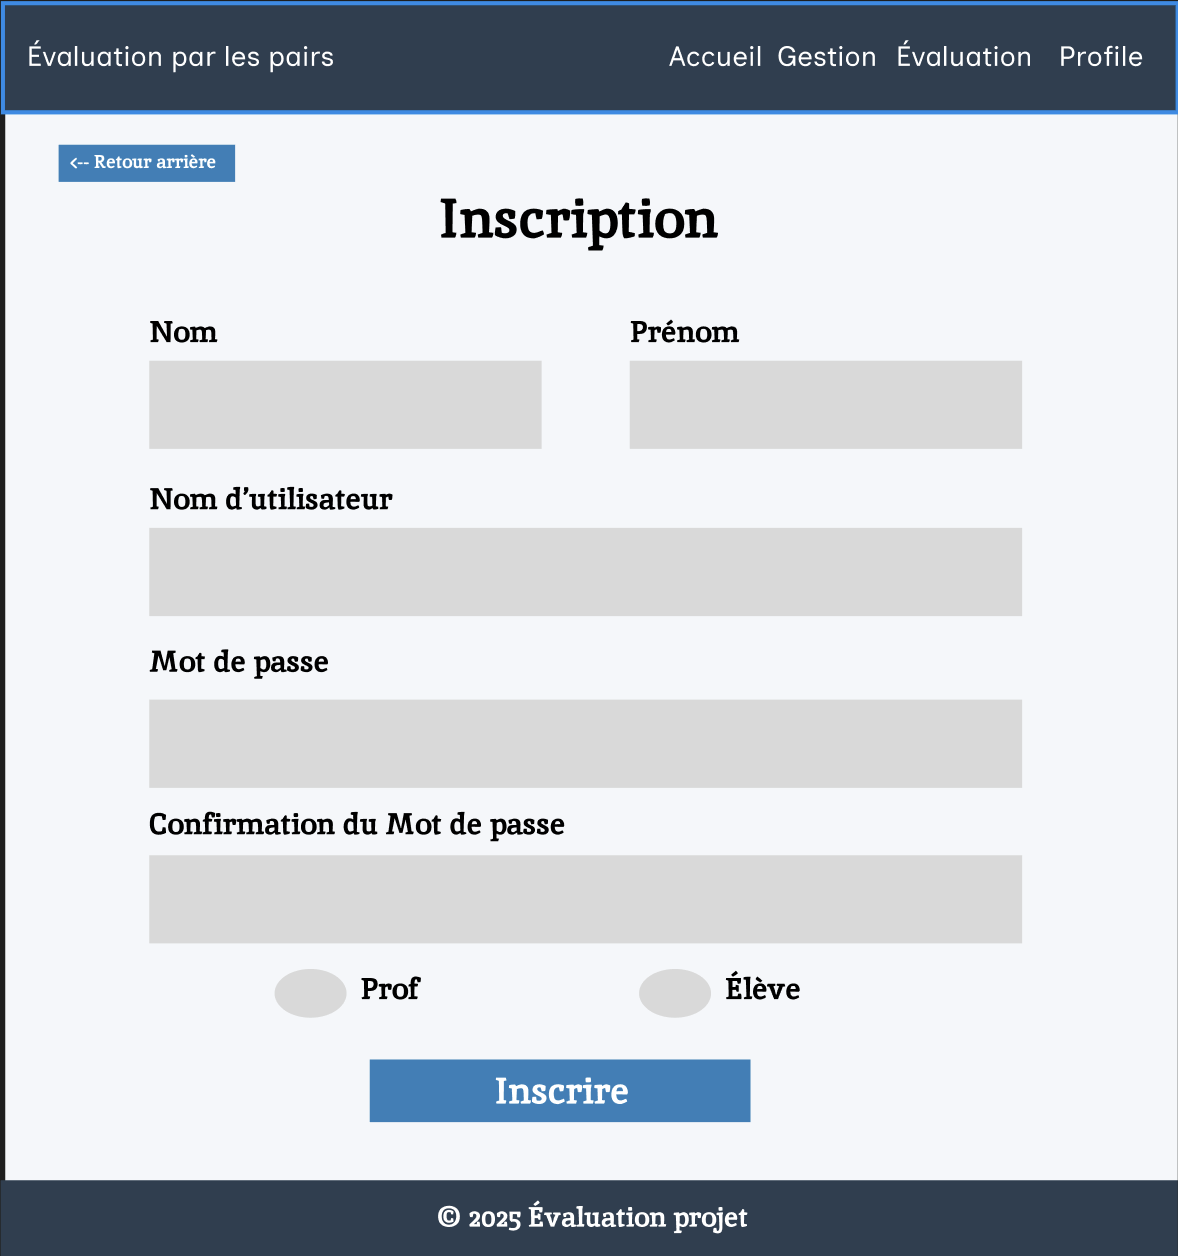 Évaluation par les pairs
Accueil Gestion Évaluation Profile
<-- Retour arrière
Inscription
Nom
Prénom
Nom d’utilisateur
Mot de passe
Confirmation du Mot de passe
Prof
Élève
Inscrire
© 2025 Évaluation projet